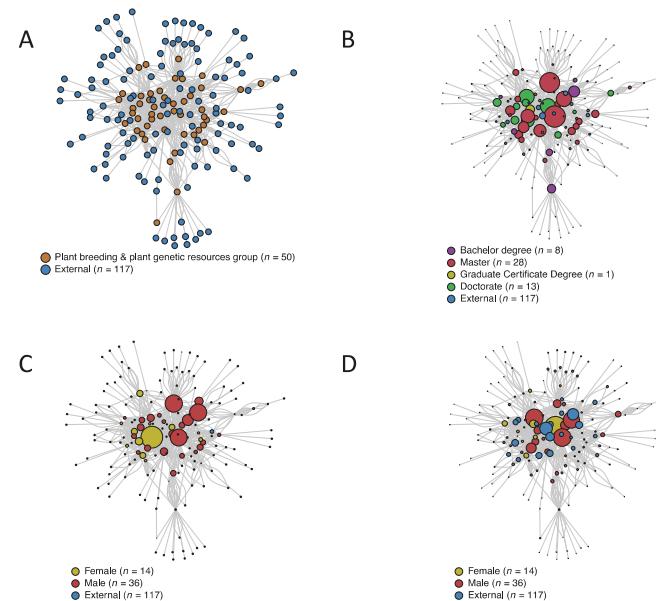 A
B
Plant breeding & plant genetic resources group (n = 50)
External (n = 117)
Bachelor degree (n = 8)
Master (n = 28)
Graduate Certificate Degree (n = 1)
Doctorate (n = 13)
External (n = 117)
C
D
Female (n = 14)
Male (n = 36)
External (n = 117)
Female (n = 14)
Male (n = 36)
External (n = 117)